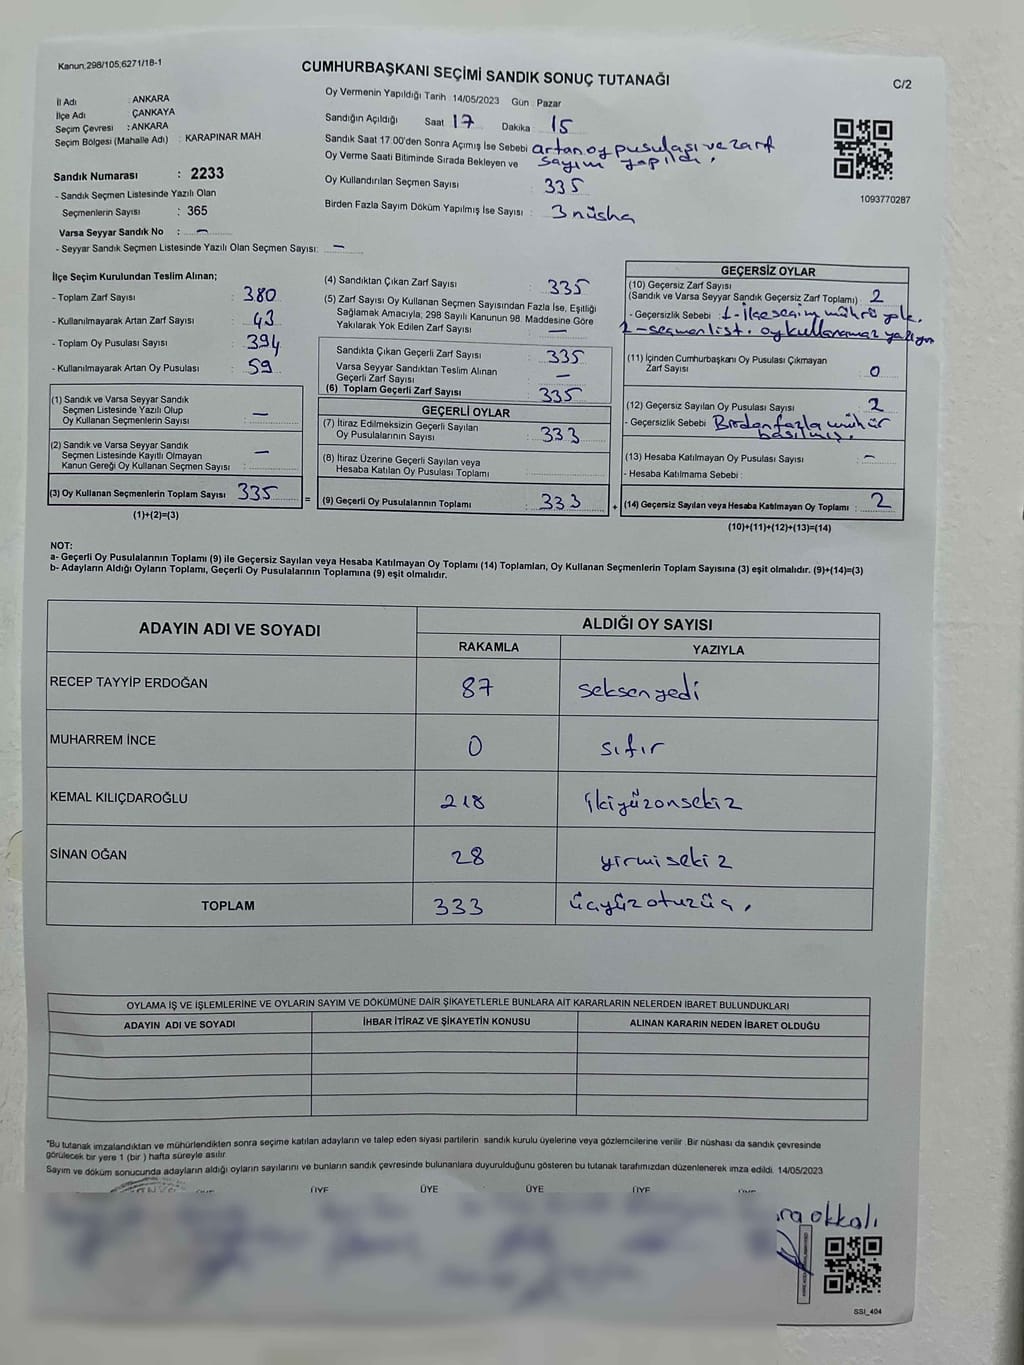 Kanun,298/105,6271/18-1
CUMHURBAŞKANI SEÇİMİ SANDIK SONUÇ TUTANAĞI
C/2
İl Adı : ANKARA
İlçe Adı : ÇANKAYA
Seçim Çevresi : ANKARA
Seçim Bölgesi (Mahalle Adı) : KARAPINAR MAH
Sandık Numarası : 2233
- Sandık Seçmen Listesinde Yazılı Olan
Seçmenlerin Sayısı : 365
Varsa Seyyar Sandık No : -
- Seyyar Sandık Seçmen Listesinde Yazılı Olan Seçmen Sayısı: -
Oy Vermenin Yapıldığı Tarih 14/05/2023 Gün Pazar
Sandığın Açıldığı Saat 17 Dakika : 15
Sandık Saat 17.00'den Sonra Açımış İse Sebebi artan oy pusulası ve zarf
Oy Verme Saati Bitiminde Sırada Bekleyen ve sayım yapıldı.
Oy Kullandırılan Seçmen Sayısı : 335
Birden Fazla Sayım Döküm Yapılmış İse Sayısı : 3 nüsha
1093770287
İlçe Seçim Kurulundan Teslim Alınan;
- Toplam Zarf Sayısı : 380
- Kullanılmayarak Artan Zarf Sayısı : 43
- Toplam Oy Pusulası Sayısı : 394
- Kullanılmayarak Artan Oy Pusulası : 59
(1) Sandık ve Varsa Seyyar Sandık
Seçmen Listesinde Yazılı Olup
Oy Kullanan Seçmenlerin Sayısı : -
(2) Sandık ve Varsa Seyyar Sandık
Seçmen Listesinde Kayıtlı Olmayan
Kanun Gereği Oy Kullanan Seçmen Sayısı : -
(3) Oy Kullanan Seçmenlerin Toplam Sayısı 335
(1)+(2)=(3)
=
(4) Sandıktan Çıkan Zarf Sayısı : 335
(5) Zarf Sayısı Oy Kullanan Seçmen Sayısından Fazla İse, Eşitliği
Sağlamak Amacıyla, 298 Sayılı Kanunun 98. Maddesine Göre
Yakılarak Yok Edilen Zarf Sayısı : -
Sandıkta Çıkan Geçerli Zarf Sayısı : 335
Varsa Seyyar Sandıktan Teslim Alınan
Geçerli Zarf Sayısı : -
(6) Toplam Geçerli Zarf Sayısı : 335
GEÇERLİ OYLAR
(7) İtiraz Edilmeksizin Geçerli Sayılan
Oy Pusulalarının Sayısı : 333
(8) İtiraz Üzerine Geçerli Sayılan veya
Hesaba Katılan Oy Pusulası Toplamı :
(9) Geçerli Oy Pusulalarının Toplamı : 333
+
GEÇERSİZ OYLAR
(10) Geçersiz Zarf Sayısı
(Sandık ve Varsa Seyyar Sandık Geçersiz Zarf Toplamı) : 2
- Geçersizlik Sebebi : 1-İlçe seçim mührü yok.
1-seçmen list. oy kullanamaz yazıyor
(11) İçinden Cumhurbaşkanı Oy Pusulası Çıkmayan
Zarf Sayısı : 0
(12) Geçersiz Sayılan Oy Pusulası Sayısı : 2
- Geçersizlik Sebebi : Birden fazla mühür
basılmış.
(13) Hesaba Katılmayan Oy Pusulası Sayısı : -
- Hesaba Katılmama Sebebi :
(14) Geçersiz Sayılan veya Hesaba Katılmayan Oy Toplamı : 2
(10)+(11)+(12)+(13)=(14)
NOT:
a- Geçerli Oy Pusulalarının Toplamı (9) ile Geçersiz Sayılan veya Hesaba Katılmayan Oy Toplamı (14) Toplamları, Oy Kullanan Seçmenlerin Toplam Sayısına (3) eşit olmalıdır. (9)+(14)=(3)
b- Adayların Aldığı Oyların Toplamı, Geçerli Oy Pusulalarının Toplamına (9) eşit olmalıdır.
ADAYIN ADI VE SOYADI
ALDIĞI OY SAYISI
RAKAMLA YAZIYLA
RECEP TAYYİP ERDOĞAN 87 seksenyedi
MUHARREM İNCE 0 sıfır
KEMAL KILIÇDAROĞLU 218 ikiyüzonsekiz
SİNAN OĞAN 28 yirmisekiz
TOPLAM 333 üçyüzotuzüç.
OYLAMA İŞ VE İŞLEMLERİNE VE OYLARIN SAYIM VE DÖKÜMÜNE DAİR ŞİKAYETLERLE BUNLARA AİT KARARLARIN NELERDEN İBARET BULUNDUKLARI
ADAYIN ADI VE SOYADI İHBAR İTİRAZ VE ŞİKAYETİN KONUSU ALINAN KARARIN NEDEN İBARET OLDUĞU
*Bu tutanak imzalandıktan ve mühürlendikten sonra seçime katılan adayların ve talep eden siyasi partilerin sandık kurulu üyelerine veya gözlemcilerine verilir. Bir nüshası da sandık çevresinde
görülecek bir yere 1 (bir ) hafta süreyle asılır.
Sayım ve döküm sonucunda adayların aldığı oyların sayılarını ve bunların sandık çevresinde bulunanlara duyurulduğunu gösteren bu tutanak tarafımızdan düzenlenerek imza edildi. 14/05/2023
ÜYE ÜYE ÜYE ÜYE
okkalı
SSI_404